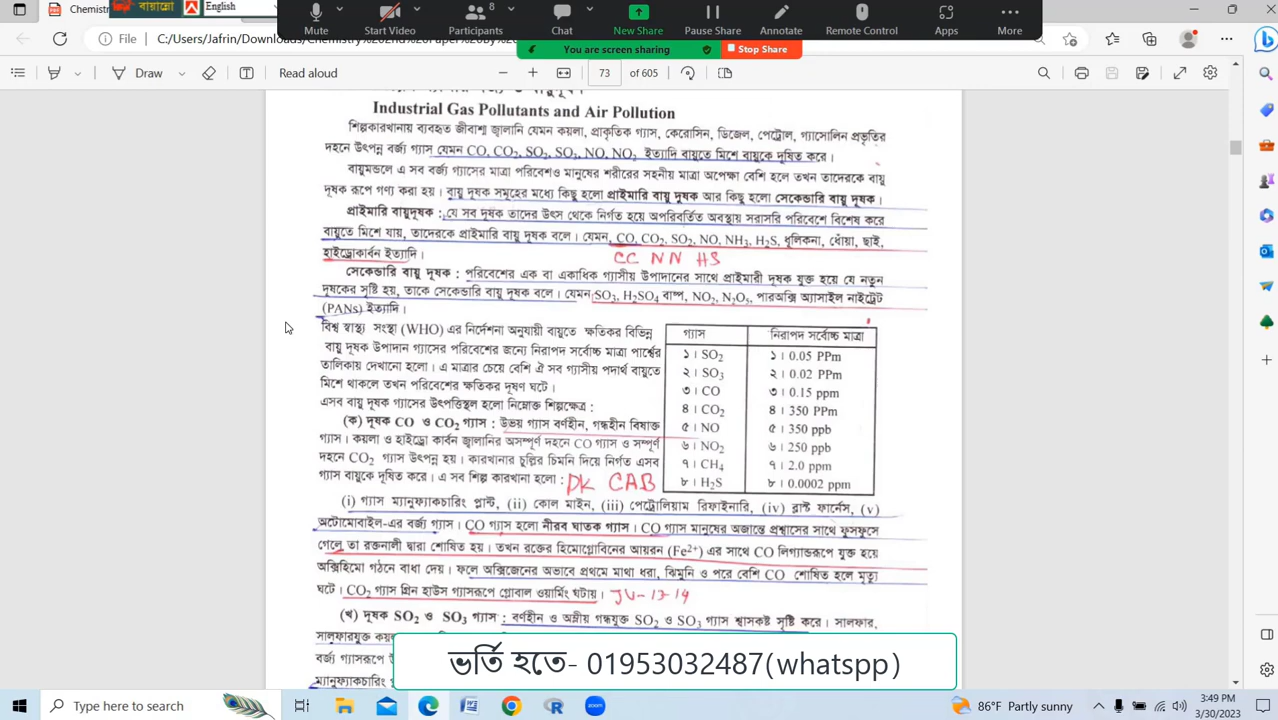 Chemistr
বায়ান্নো
English
Mute
Start Video
8
Participants
Chat
New Share
Pause Share
Annotate
Remote Control
Apps
More
File
C:/Users/Jafrin/Downloads/Chemistry
You are screen sharing
Stop Share
Draw
Read aloud
73
of 605
Industrial Gas Pollutants and Air Pollution
শিল্পকারখানায় ব্যবহৃত জীবাশ্ম জ্বালানি যেমন কয়লা, প্রাকৃতিক গ্যাস, কেরোসিন, ডিজেল, পেট্রোল, গ্যাসোলিন প্রভৃতির
দহনে উৎপন্ন বর্জ্য গ্যাস যেমন CO, CO₂, SO₂, SO₃, NO, NO₂ ইত্যাদি বায়ুতে মিশে বায়ুকে দূষিত করে।
বায়ুমন্ডলে এ সব বর্জ্য গ্যাসের মাত্রা পরিবেশও মানুষের শরীরের সহনীয় মাত্রা অপেক্ষা বেশি হলে তখন তাদেরকে বায়ু
দূষক রূপে গণ্য করা হয়। বায়ু দূষক সমূহের মধ্যে কিছু হলো প্রাইমারি বায়ু দূষক আর কিছু হলো সেকেন্ডারি বায়ু দূষক।
প্রাইমারি বায়ুদূষক : যে সব দূষক তাদের উৎস থেকে নির্গত হয়ে অপরিবর্তিত অবস্থায় সরাসরি পরিবেশে বিশেষ করে
বায়ুতে মিশে যায়, তাদেরকে প্রাইমারি বায়ু দূষক বলে। যেমন, CO, CO₂, SO₂, NO, NH₃, H₂S, ধূলিকনা, ধোঁয়া, ছাই,
হাইড্রোকার্বন ইত্যাদি।
CC NN HS
সেকেন্ডারি বায়ু দূষক : পরিবেশের এক বা একাধিক গ্যাসীয় উপাদানের সাথে প্রাইমারী দূষক যুক্ত হয়ে যে নতুন
দূষকের সৃষ্টি হয়, তাকে সেকেন্ডারি বায়ু দূষক বলে। যেমন SO₃, H₂SO₄ বাষ্প, NO₂, N₂O₅, পারঅক্সি অ্যাসাইল নাইট্রেট
(PANs) ইত্যাদি।
বিশ্ব স্বাস্থ্য সংস্থা (WHO) এর নির্দেশনা অনুযায়ী বায়ুতে ক্ষতিকর বিভিন্ন
বায়ু দূষক উপাদান গ্যাসের পরিবেশের জন্যে নিরাপদ সর্বোচ্চ মাত্রা পার্শ্বের
তালিকায় দেখানো হলো। এ মাত্রার চেয়ে বেশি ঐ সব গ্যাসীয় পদার্থ বায়ুতে
মিশে থাকলে তখন পরিবেশের ক্ষতিকর দূষণ ঘটে।
এসব বায়ু দূষক গ্যাসের উৎপত্তিস্থল হলো নিম্নোক্ত শিল্পক্ষেত্র :
(ক) দূষক CO ও CO₂ গ্যাস : উভয় গ্যাস বর্ণহীন, গন্ধহীন বিষাক্ত
গ্যাস। কয়লা ও হাইড্রো কার্বন জ্বালানির অসম্পূর্ণ দহনে CO গ্যাস ও সম্পূর্ণ
দহনে CO₂ গ্যাস উৎপন্ন হয়। কারখানার চুল্লির চিমনি দিয়ে নির্গত এসব
গ্যাস বায়ুকে দূষিত করে। এ সব শিল্প কারখানা হলো : DK CAB
গ্যাস নিরাপদ সর্বোচ্চ মাত্রা
১। SO₂ ১। 0.05 PPm
২। SO₃ ২। 0.02 PPm
৩। CO ৩। 0.15 ppm
৪। CO₂ ৪। 350 PPm
৫। NO ৫। 350 ppb
৬। NO₂ ৬। 250 ppb
৭। CH₄ ৭। 2.0 ppm
৮। H₂S ৮। 0.0002 ppm
(i) গ্যাস ম্যানুফ্যাকচারিং প্লান্ট, (ii) কোল মাইন, (iii) পেট্রোলিয়াম রিফাইনারি, (iv) ব্লাস্ট ফার্নেস, (v)
অটোমোবাইল-এর বর্জ্য গ্যাস। CO গ্যাস হলো নীরব ঘাতক গ্যাস। CO গ্যাস মানুষের অজান্তে প্রশ্বাসের সাথে ফুসফুসে
গেলে তা রক্তনালী দ্বারা শোষিত হয়। তখন রক্তের হিমোগ্লোবিনের আয়রন (Fe²⁺) এর সাথে CO লিগ্যান্ডরূপে যুক্ত হয়ে
অক্সিহিমো গঠনে বাধা দেয়। ফলে অক্সিজেনের অভাবে প্রথমে মাথা ধরা, ঝিমুনি ও পরে বেশি CO শোষিত হলে মৃত্যু
ঘটে। CO₂ গ্যাস গ্রিন হাউস গ্যাসরূপে গ্লোবাল ওয়ার্মিং ঘটায়। JU-13-14
(খ) দূষক SO₂ ও SO₃ গ্যাস : বর্ণহীন ও অম্লীয় গন্ধযুক্ত SO₂ ও SO₃ গ্যাস শ্বাসকষ্ট সৃষ্টি করে। সালফার,
সালফারযুক্ত কয়
বর্জ্য গ্যাসরূপে
ম্যানুফ্যাকচারিং
ভর্তি হতে- 01953032487(whatspp)
Type here to search
86°F Partly sunny
3:49 PM
3/30/2023